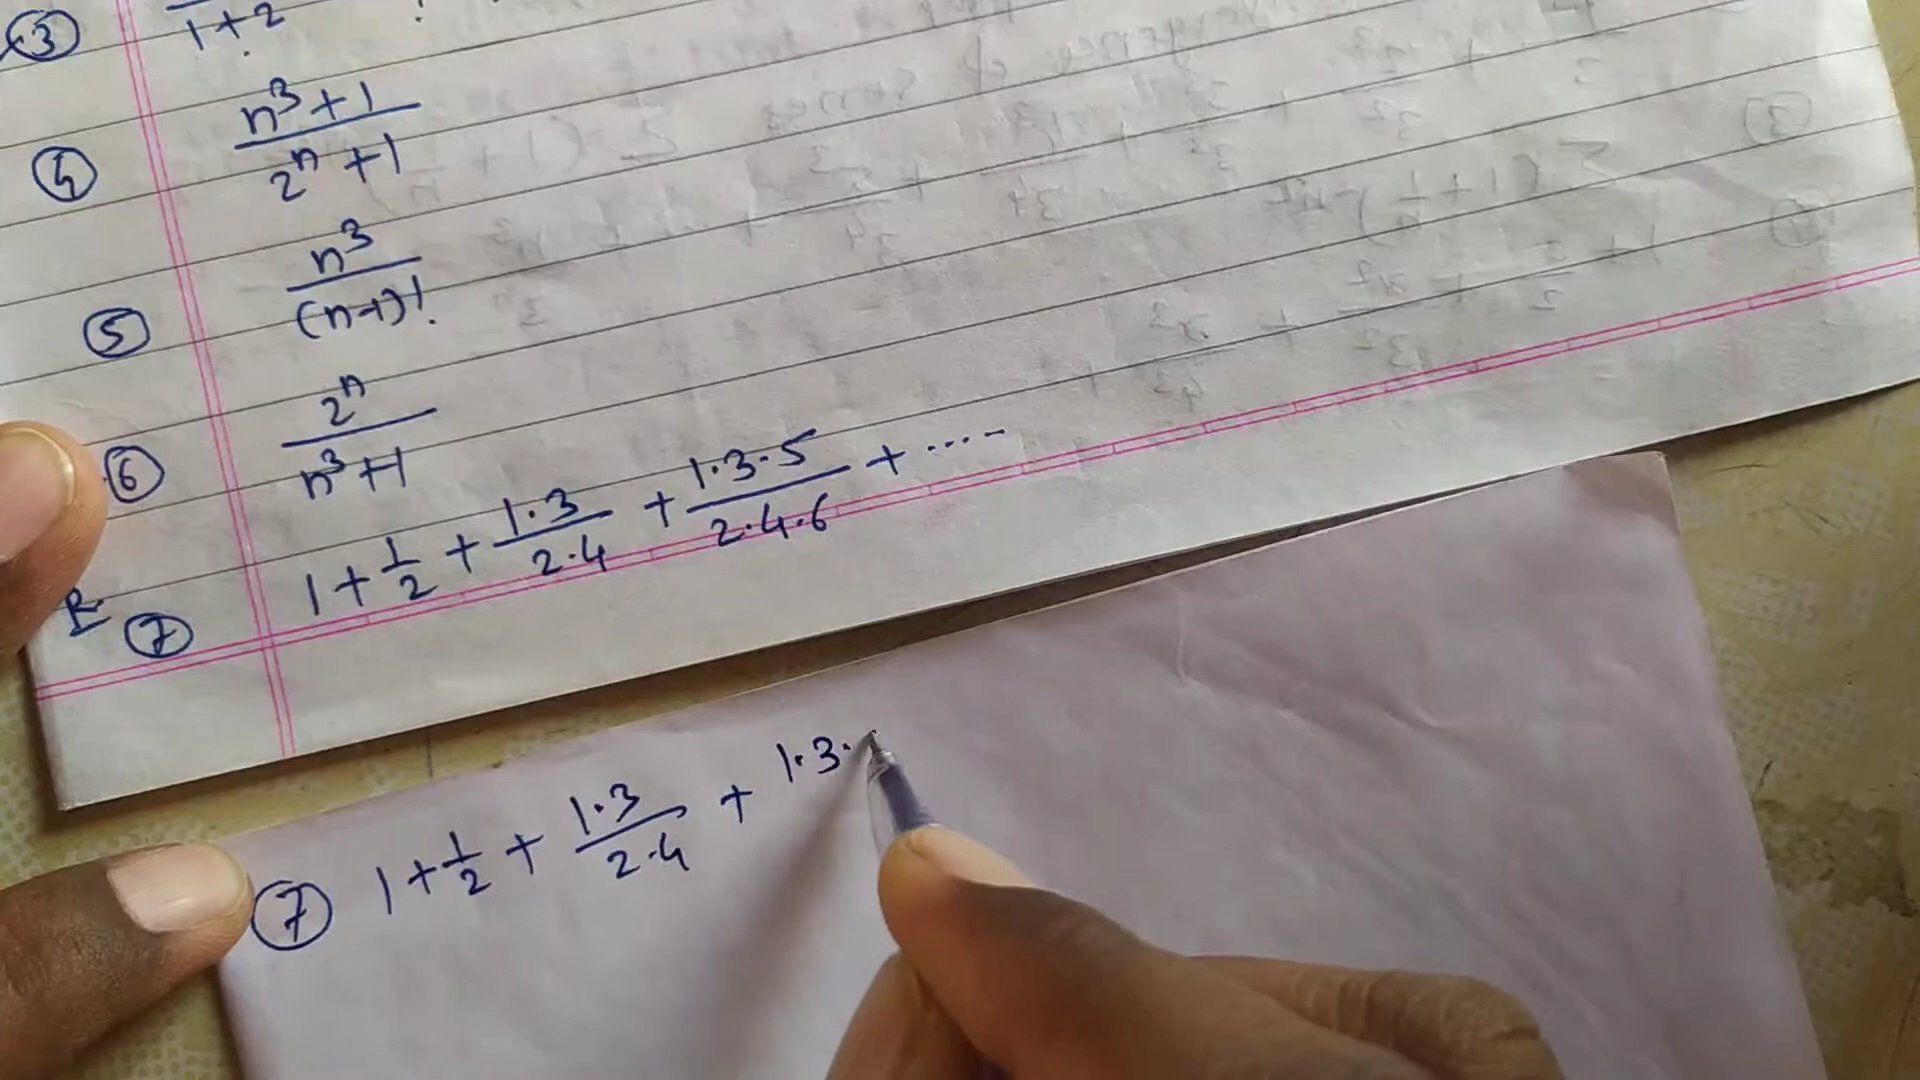 ③ 1+2
④ n³+1 / 2ⁿ+1
⑤ n³ / (n-1)!
⑥ 2ⁿ / n³+1
⑦ 1 + 1/2 + 1·3/2·4 + 1·3·5/2·4·6 + ....
⑦ 1 + 1/2 + 1·3/2·4 + 1·3·